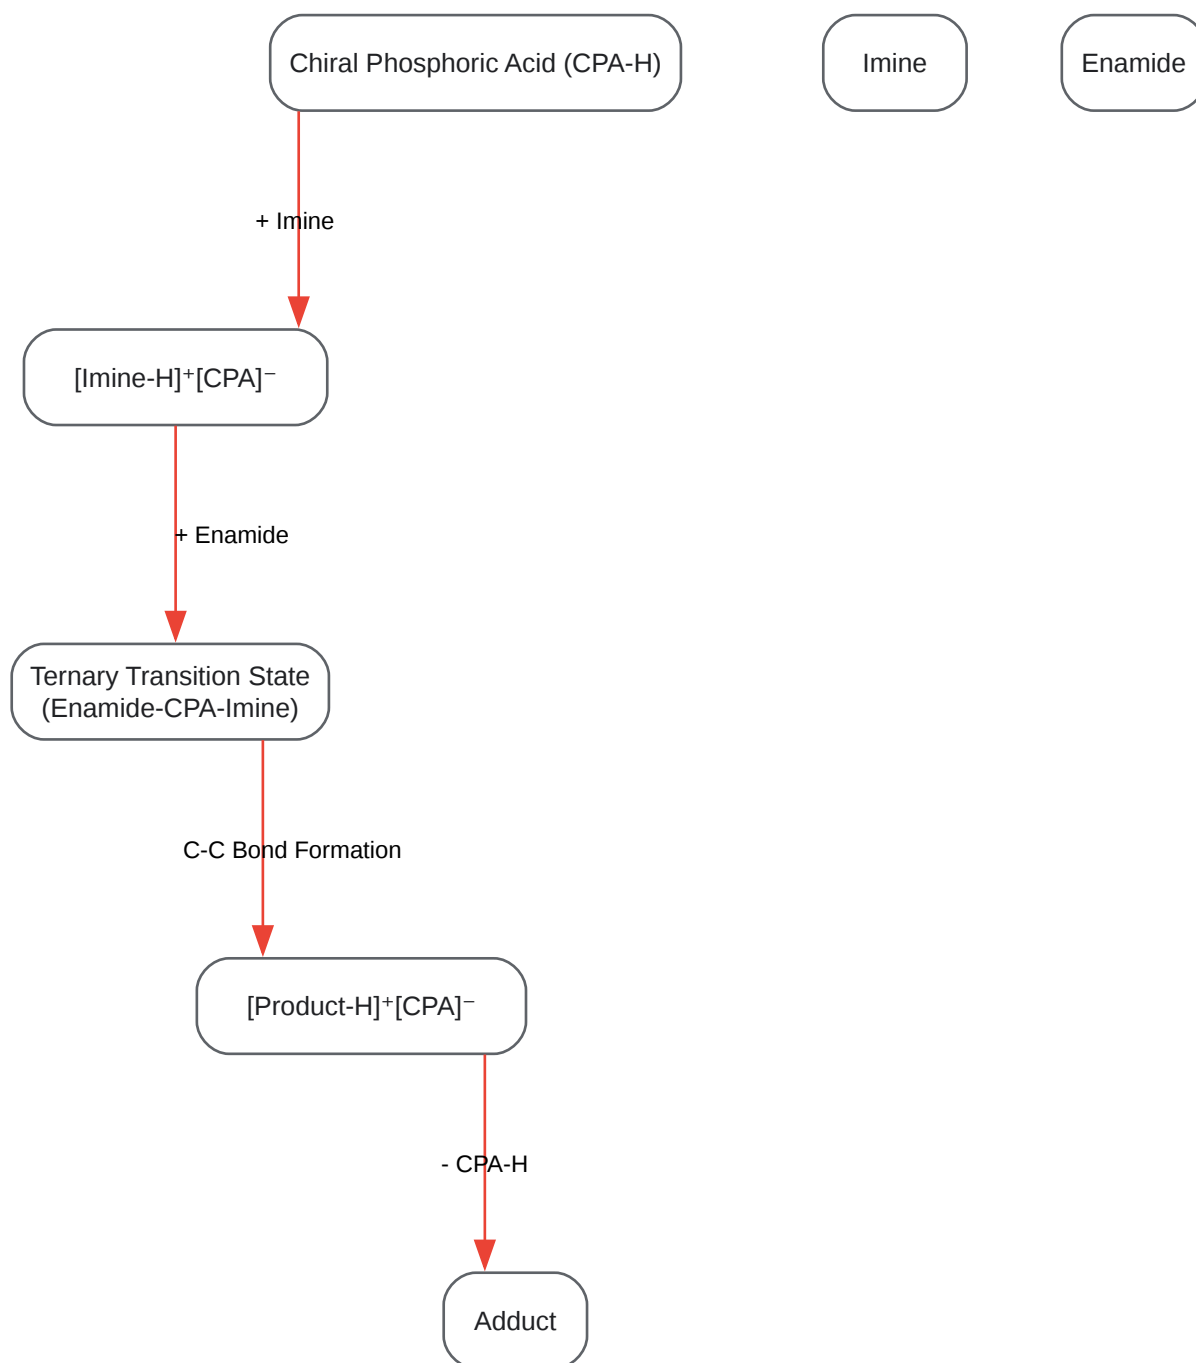 Chiral Phosphoric Acid (CPA-H)
Imine
Enamide
+ Imine
[Imine-H]⁺[CPA]⁻
+ Enamide
Ternary Transition State
(Enamide-CPA-Imine)
C-C Bond Formation
[Product-H]⁺[CPA]⁻
- CPA-H
Adduct